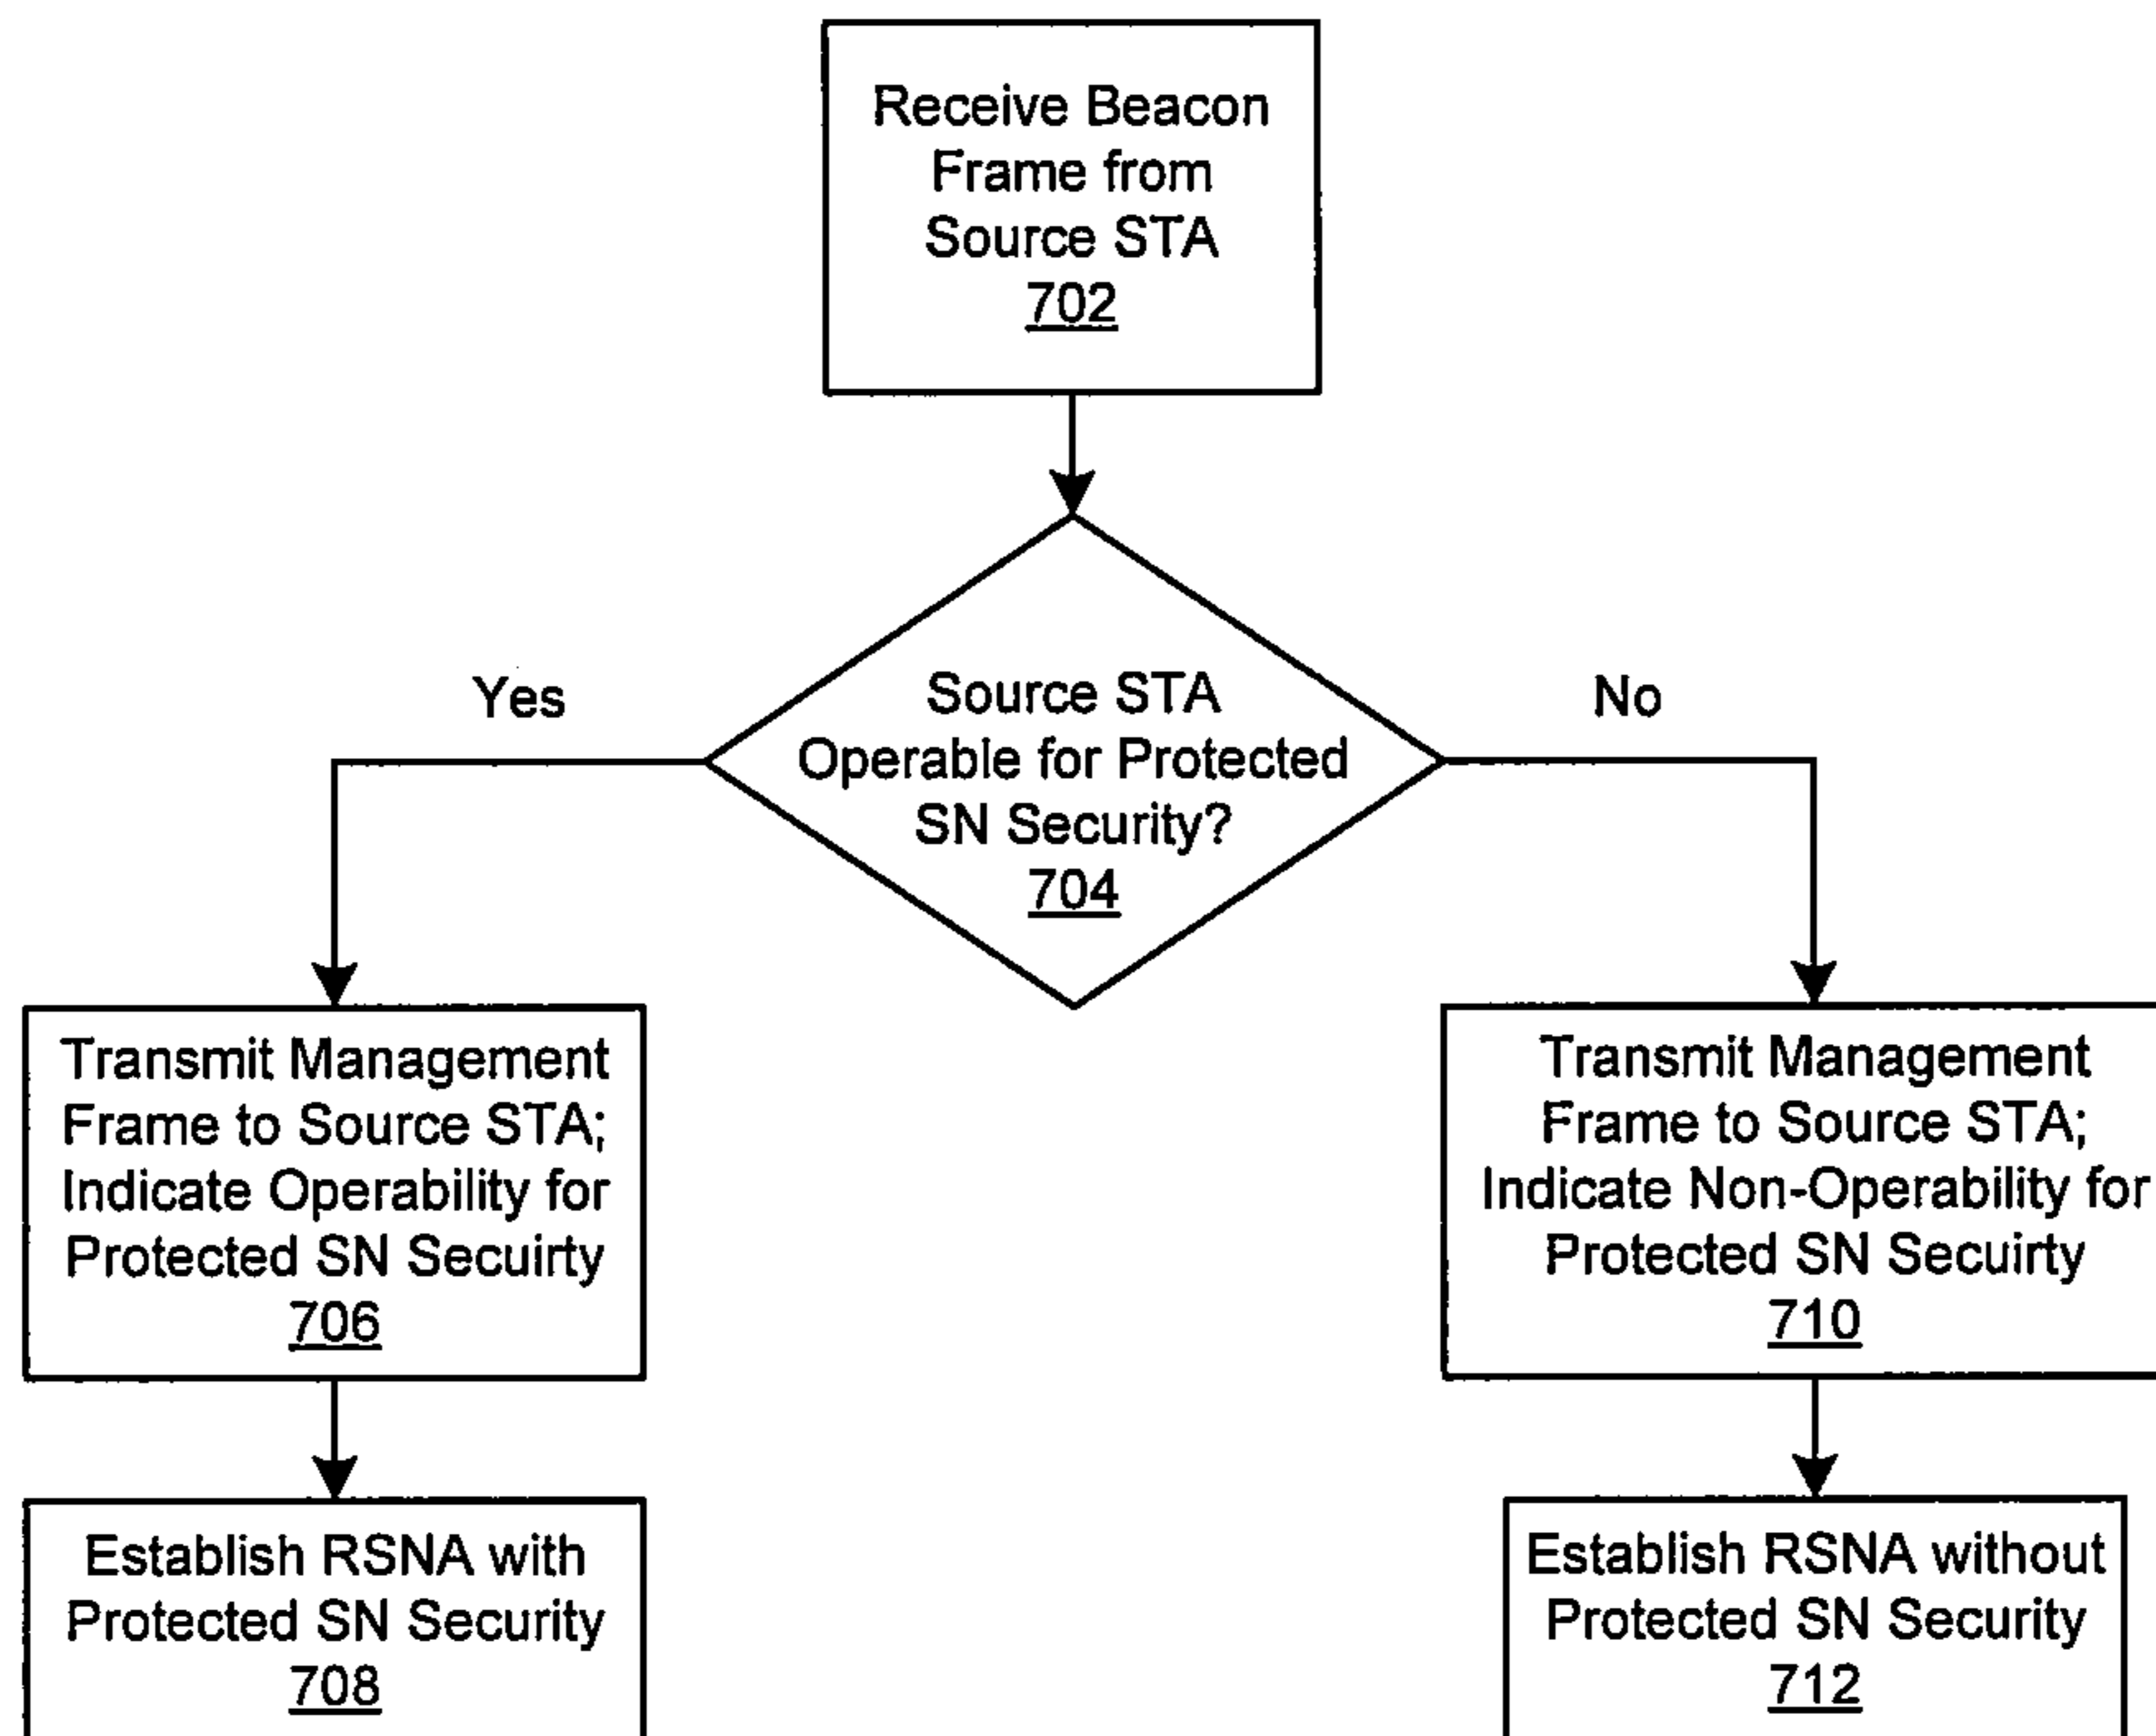 Receive Beacon
Frame from
Source STA
702
Yes
No
Source STA
Operable for Protected
SN Security?
704
Transmit Management
Frame to Source STA;
Indicate Operability for
Protected SN Secuirty
706
Transmit Management
Frame to Source STA;
Indicate Non-Operability for
Protected SN Secuirty
710
Establish RSNA with
Protected SN Security
708
Establish RSNA without
Protected SN Security
712